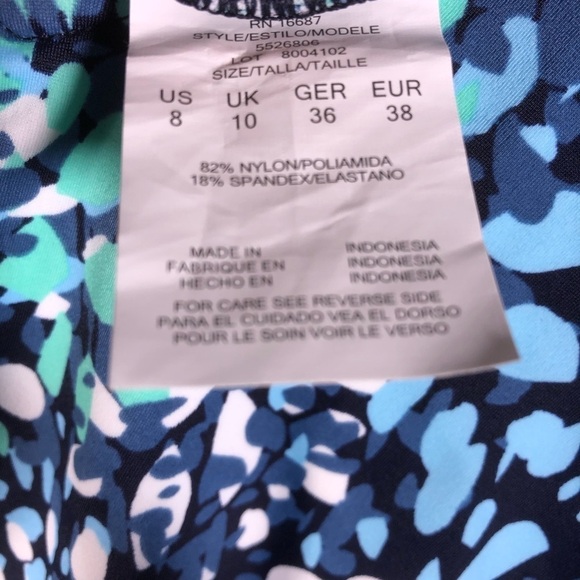 RN 16687
STYLE/ESTILO/MODELE
5526806
LOT 8004102
SIZE/TALLA/TAILLE
US UK GER EUR
8 10 36 38
82% NYLON/POLIAMIDA
18% SPANDEX/ELASTANO
MADE IN INDONESIA
FABRIQUE EN INDONESIA
HECHO EN INDONESIA
FOR CARE SEE REVERSE SIDE
PARA EL CUIDADO VEA EL DORSO
POUR LE SOIN VOIR LE VERSO